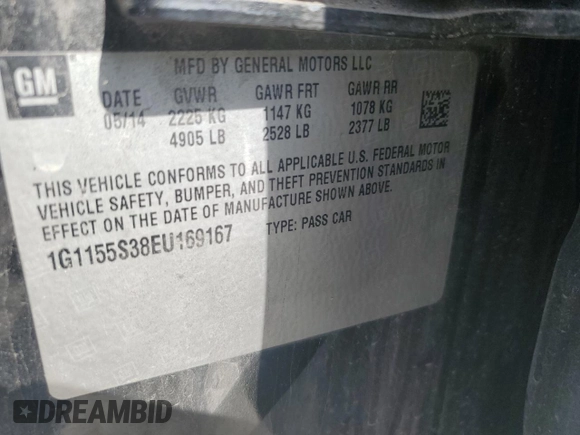 GM
MFD BY GENERAL MOTORS LLC
DATE GVWR GAWR FRT GAWR RR
05/14 2225 KG 1147 KG 1078 KG
4905 LB 2528 LB 2377 LB
THIS VEHICLE CONFORMS TO ALL APPLICABLE U.S. FEDERAL MOTOR
VEHICLE SAFETY, BUMPER, AND THEFT PREVENTION STANDARDS IN
EFFECT ON THE DATE OF MANUFACTURE SHOWN ABOVE.
1G1155S38EU169167 TYPE: PASS CAR
DREAMBID